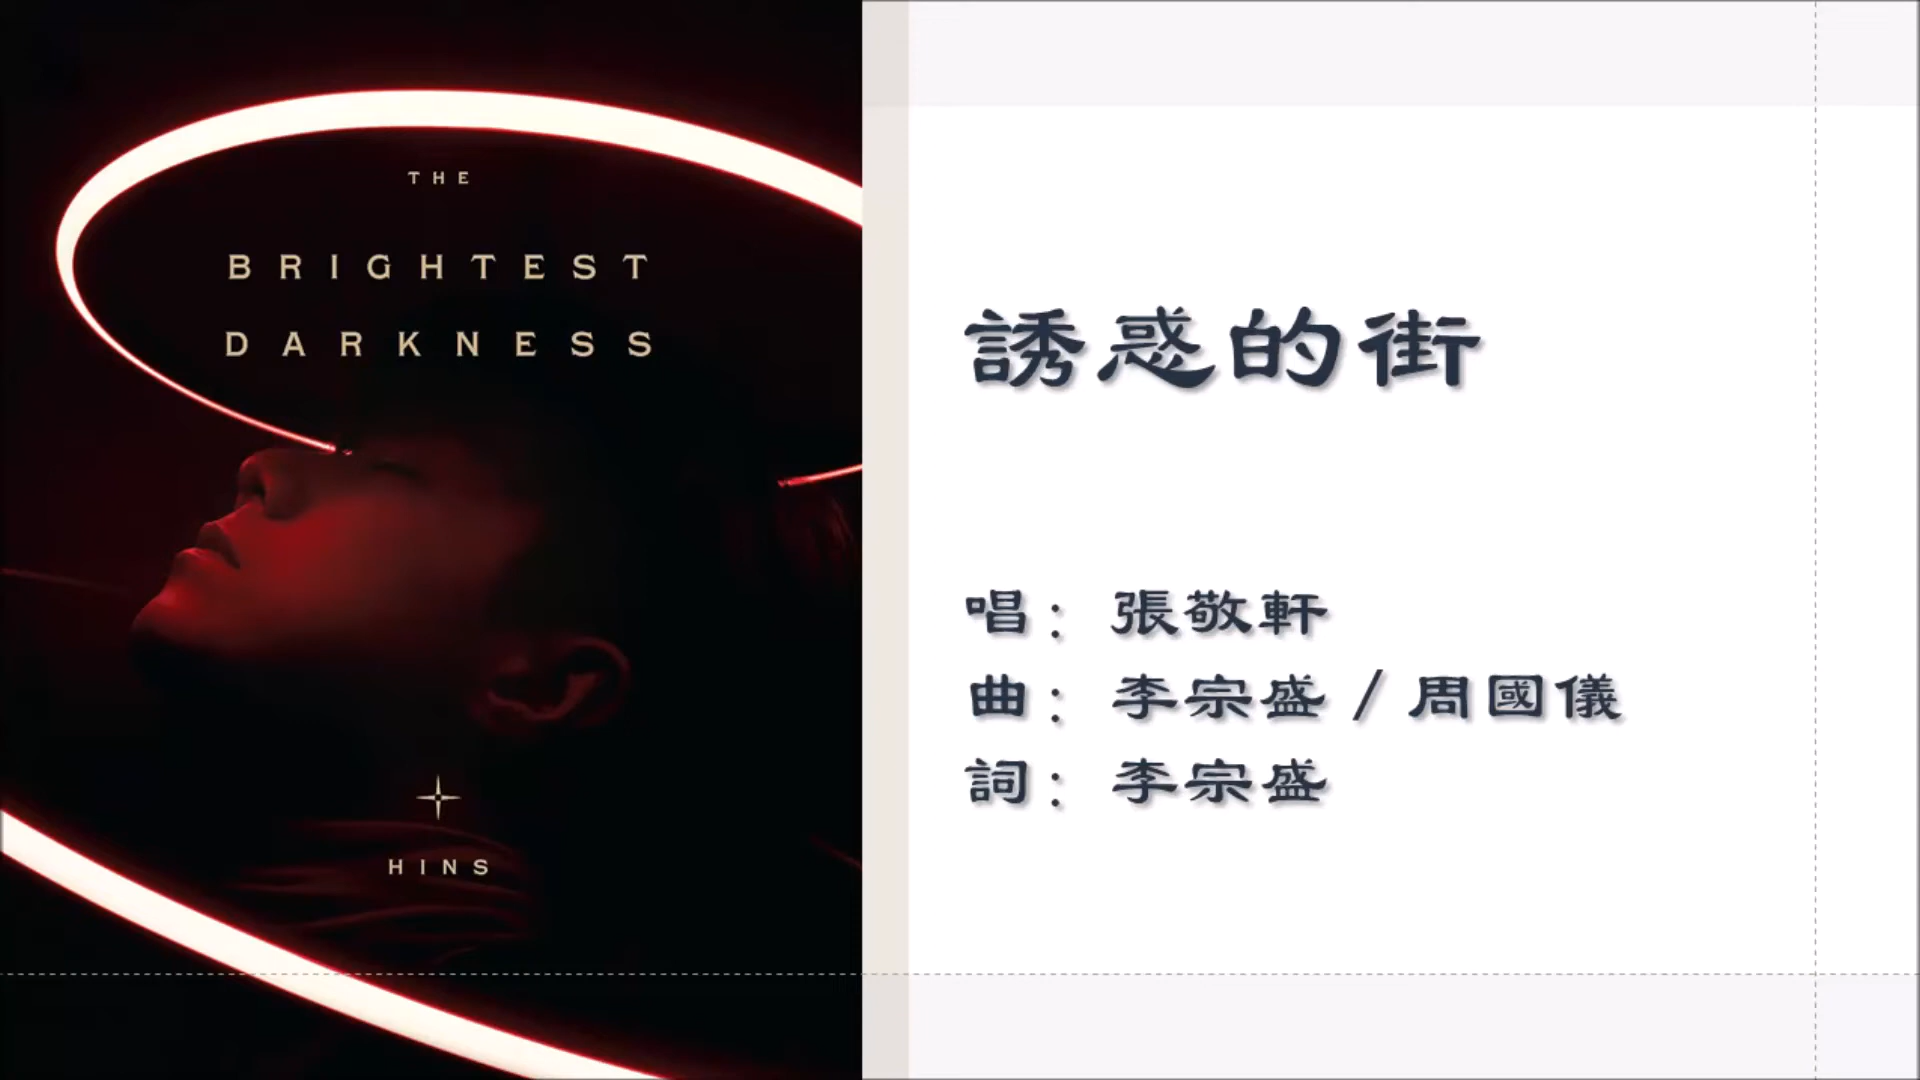 THE
BRIGHTEST
DARKNESS
HINS
誘惑的街
唱： 張敬軒
曲： 李宗盛 / 周國儀
詞： 李宗盛